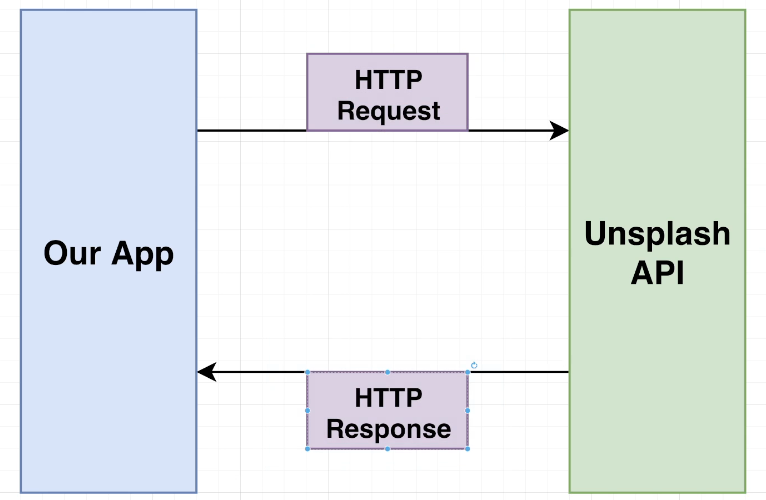 HTTP
Request
Our App
Unsplash
API
HTTP
Response